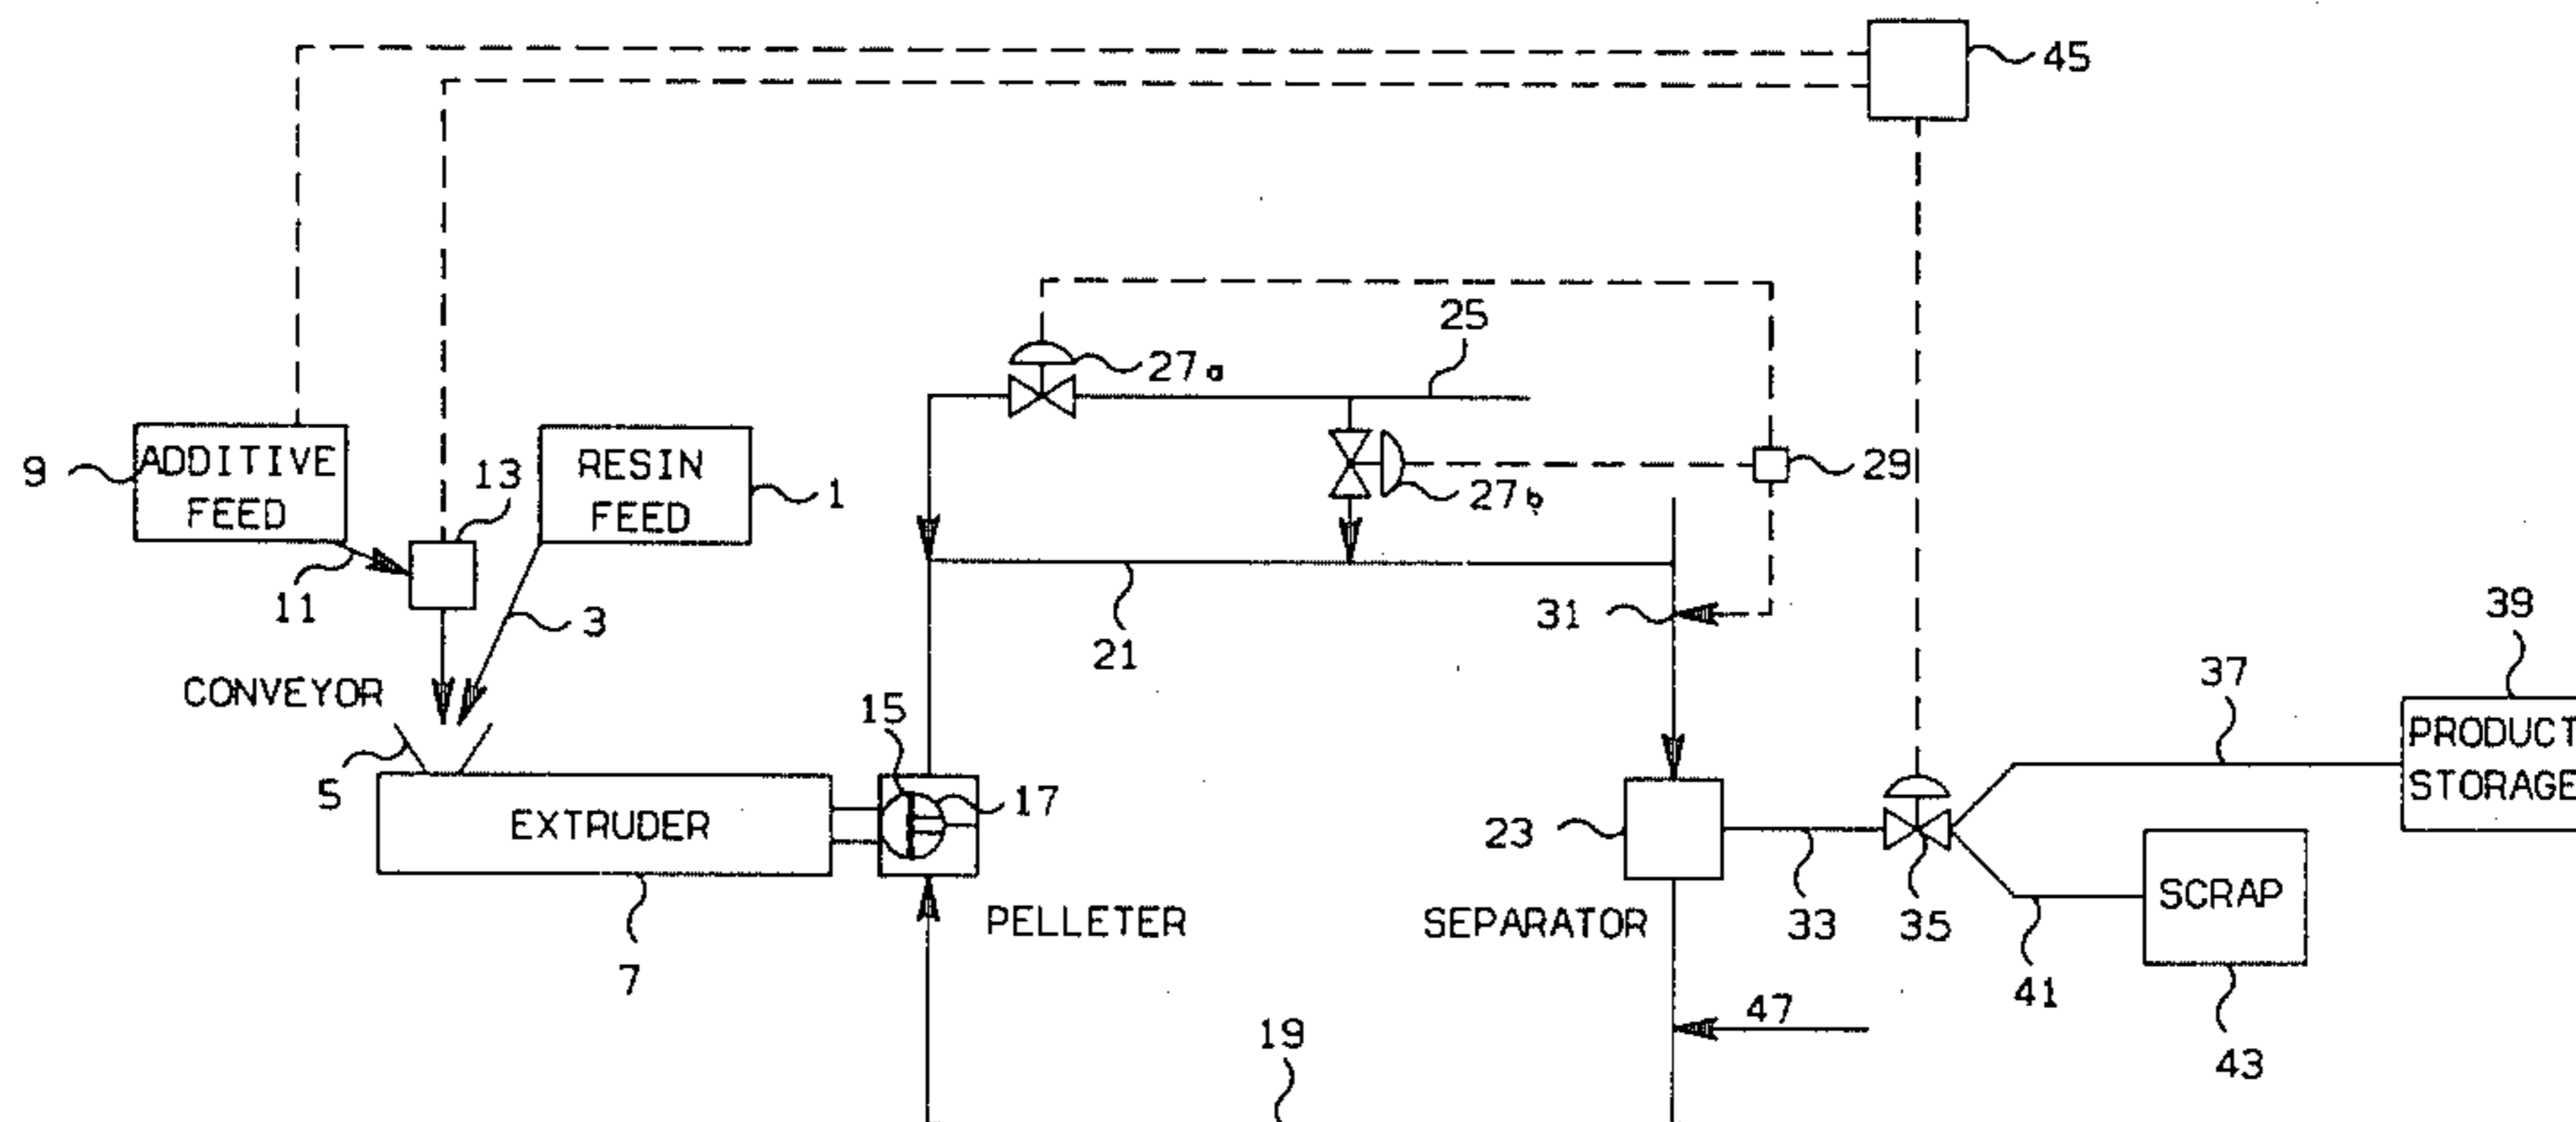 45
25
27a
9
ADDITIVE
FEED
13
RESIN
FEED
1
27b
29
11
3
21
31
39
CONVEYOR
15
37
PRODUCT
STORAGE
5
EXTRUDER
17
23
SCRAP
7
PELLETER
SEPARATOR
33
35
41
47
19
43